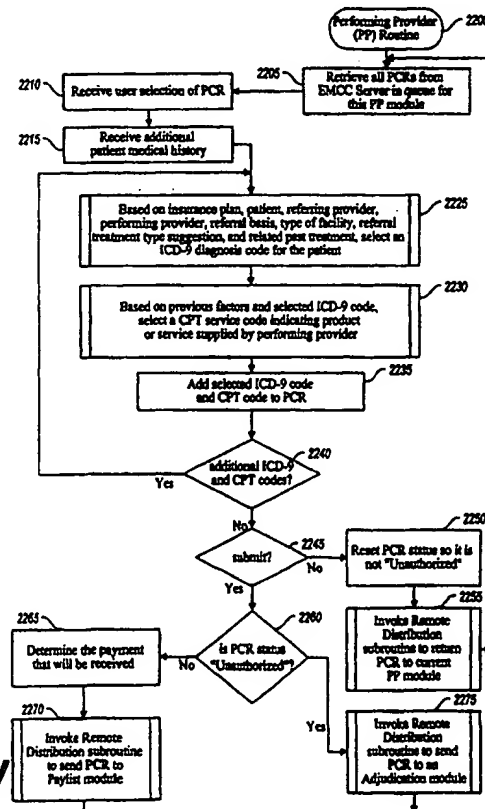 Performing Provider
(PP) Routine
2200
2205
Retrieve all PCRs from
EMCC Server in queue for
this PP module
2210
Receive user selection of PCR
2215
Receive additional
patient medical history
2225
Based on insurance plan, patient, referring provider,
performing provider, referral basis, type of facility, referral
treatment type suggestion, and related past treatment, select an
ICD-9 diagnosis code for the patient
2230
Based on previous factors and selected ICD-9 code,
select a CPT service code indicating product
or service supplied by performing provider
2235
Add selected ICD-9 code
and CPT code to PCR
2240
additional ICD-9
and CPT codes?
Yes
No
2245
submit?
No
Yes
2250
Reset PCR status so it is
not "Unauthorized"
2255
Invoke Remote
Distribution
subroutine to return
PCR to current
PP module
2260
is PCR status
"Unauthorized"?
No
Yes
2265
Determine the payment
that will be received
2270
Invoke Remote
Distribution subroutine
to send PCR to
Paylist module
2275
Invoke Remote
Distribution
subroutine to send
PCR to an
Adjudication module